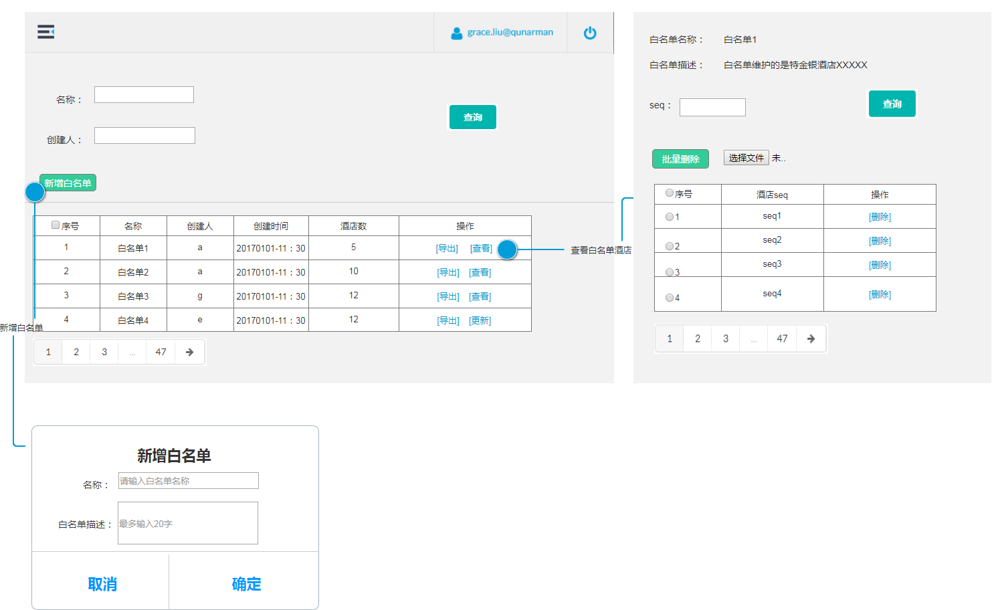 grace.liu@qunarman
名称：
查询
创建人：
新增白名单
序号 名称 创建人 创建时间 酒店数 操作
1 白名单1 a 20170101-11：30 5 [导出] [查看]
2 白名单2 a 20170101-11：30 10 [导出] [查看]
3 白名单3 g 20170101-11：30 12 [导出] [查看]
4 白名单4 e 20170101-11：30 12 [导出] [更新]
1 2 3 ... 47
新增白名单
查看白名单酒店
白名单名称： 白名单1
白名单描述： 白名单维护的是特金银酒店XXXXX
seq： 查询
批量删除 选择文件 未..
序号 酒店seq 操作
1 seq1 [删除]
2 seq2 [删除]
3 seq3 [删除]
4 seq4 [删除]
1 2 3 ... 47
新增白名单
名称： 请输入白名单名称
白名单描述： 最多输入20字
取消 确定